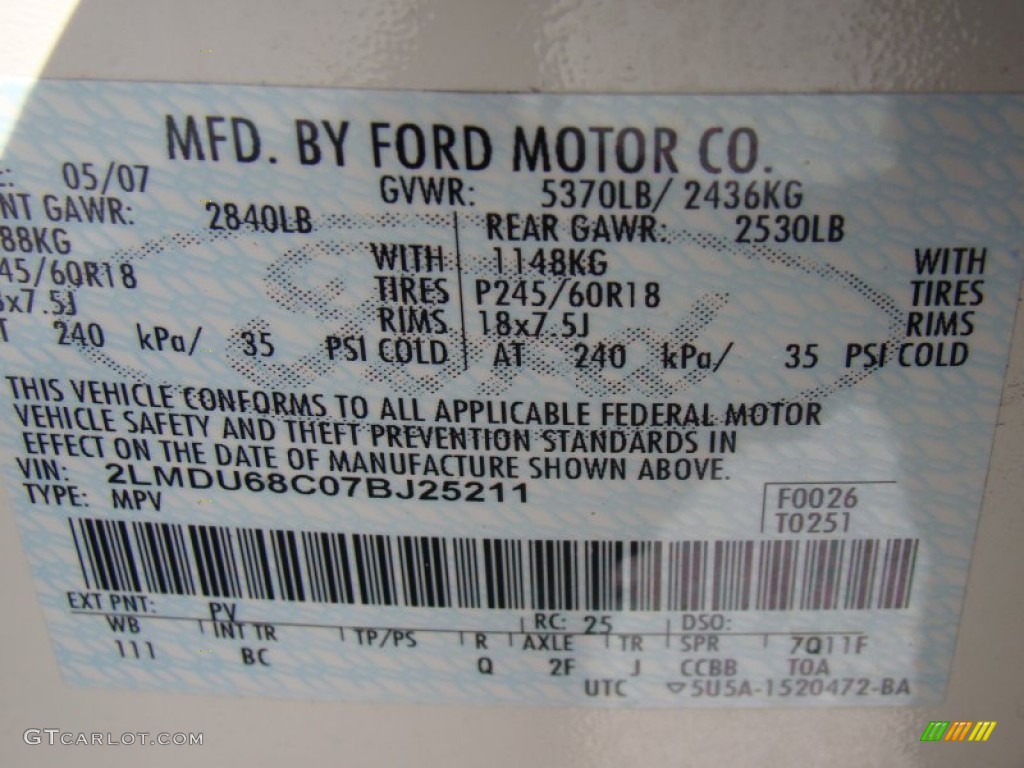 MFD. BY FORD MOTOR CO.
05/07 GVWR: 5370LB/ 2436KG
GAWR: 2840LB REAR GAWR: 2530LB
88KG WITH 1148KG WITH
45/60R18 TIRES P245/60R18 TIRES
x7.5J RIMS 18x7.5J RIMS
T 240 kPa/ 35 PSI COLD AT 240 kPa/ 35 PSI COLD
THIS VEHICLE CONFORMS TO ALL APPLICABLE FEDERAL MOTOR
VEHICLE SAFETY AND THEFT PREVENTION STANDARDS IN
EFFECT ON THE DATE OF MANUFACTURE SHOWN ABOVE.
VIN: 2LMDU68C07BJ25211
TYPE: MPV
F0026
T0251
EXT PNT: PV RC: 25 DSO:
WB INT TR TP/PS R AXLE TR SPR 7Q11F
111 BC Q 2F J CCBB TOA
UTC ▽5U5A-1520472-BA
GTCARLOT.COM